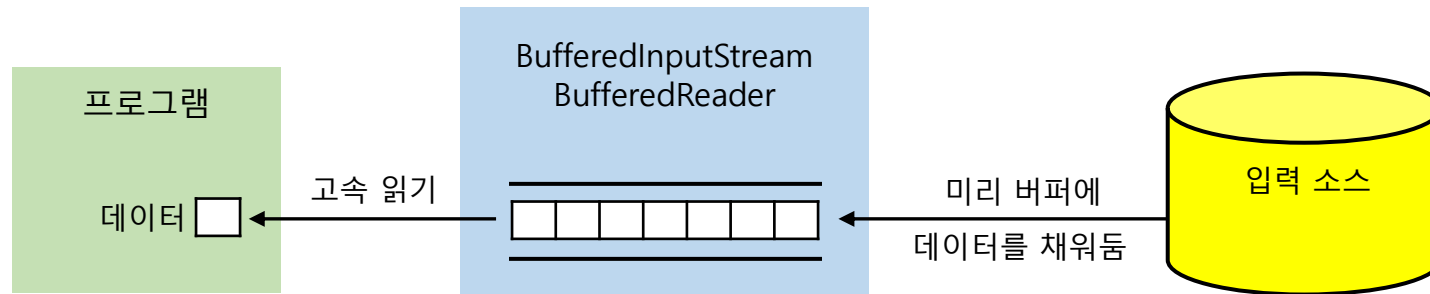 프로그램
데이터
고속 읽기
BufferedInputStream
BufferedReader
미리 버퍼에
데이터를 채워둠
입력 소스